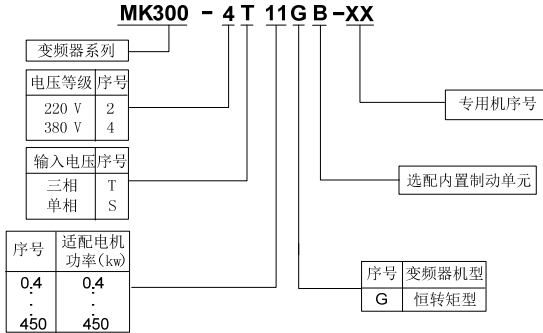 MK300 - 4 T 11 G B -XX
变频器系列
电压等级 序号
220 V 2
380 V 4
专用机序号
输入电压 序号
三相 T
单相 S
选配内置制动单元
序号 适配电机功率(kw)
0.4 0.4
. .
. .
450 450
序号 变频器机型
G 恒转矩型